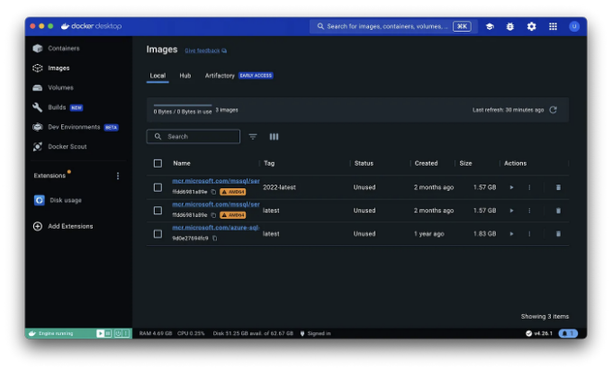 docker desktop
Search for images, containers, volumes, ...
⌘K
U
Containers
Images
Volumes
Builds NEW
Dev Environments BETA
Docker Scout
Extensions
Disk usage
Add Extensions
Images Give feedback
Local Hub Artifactory EARLY ACCESS
0 Bytes / 0 Bytes in use 3 images
Last refresh: 30 minutes ago
Search
Name Tag Status Created Size Actions
mcr.microsoft.com/mssql/ser
ffdd6981a89e AMD64 2022-latest Unused 2 months ago 1.57 GB
mcr.microsoft.com/mssql/ser
ffdd6981a89e AMD64 latest Unused 2 months ago 1.57 GB
mcr.microsoft.com/azure-sql-
9d0e27694fc9 latest Unused 1 year ago 1.83 GB
Showing 3 items
Engine running
RAM 4.69 GB CPU 0.25% Disk 51.25 GB avail. of 62.67 GB Signed in
v4.26.1